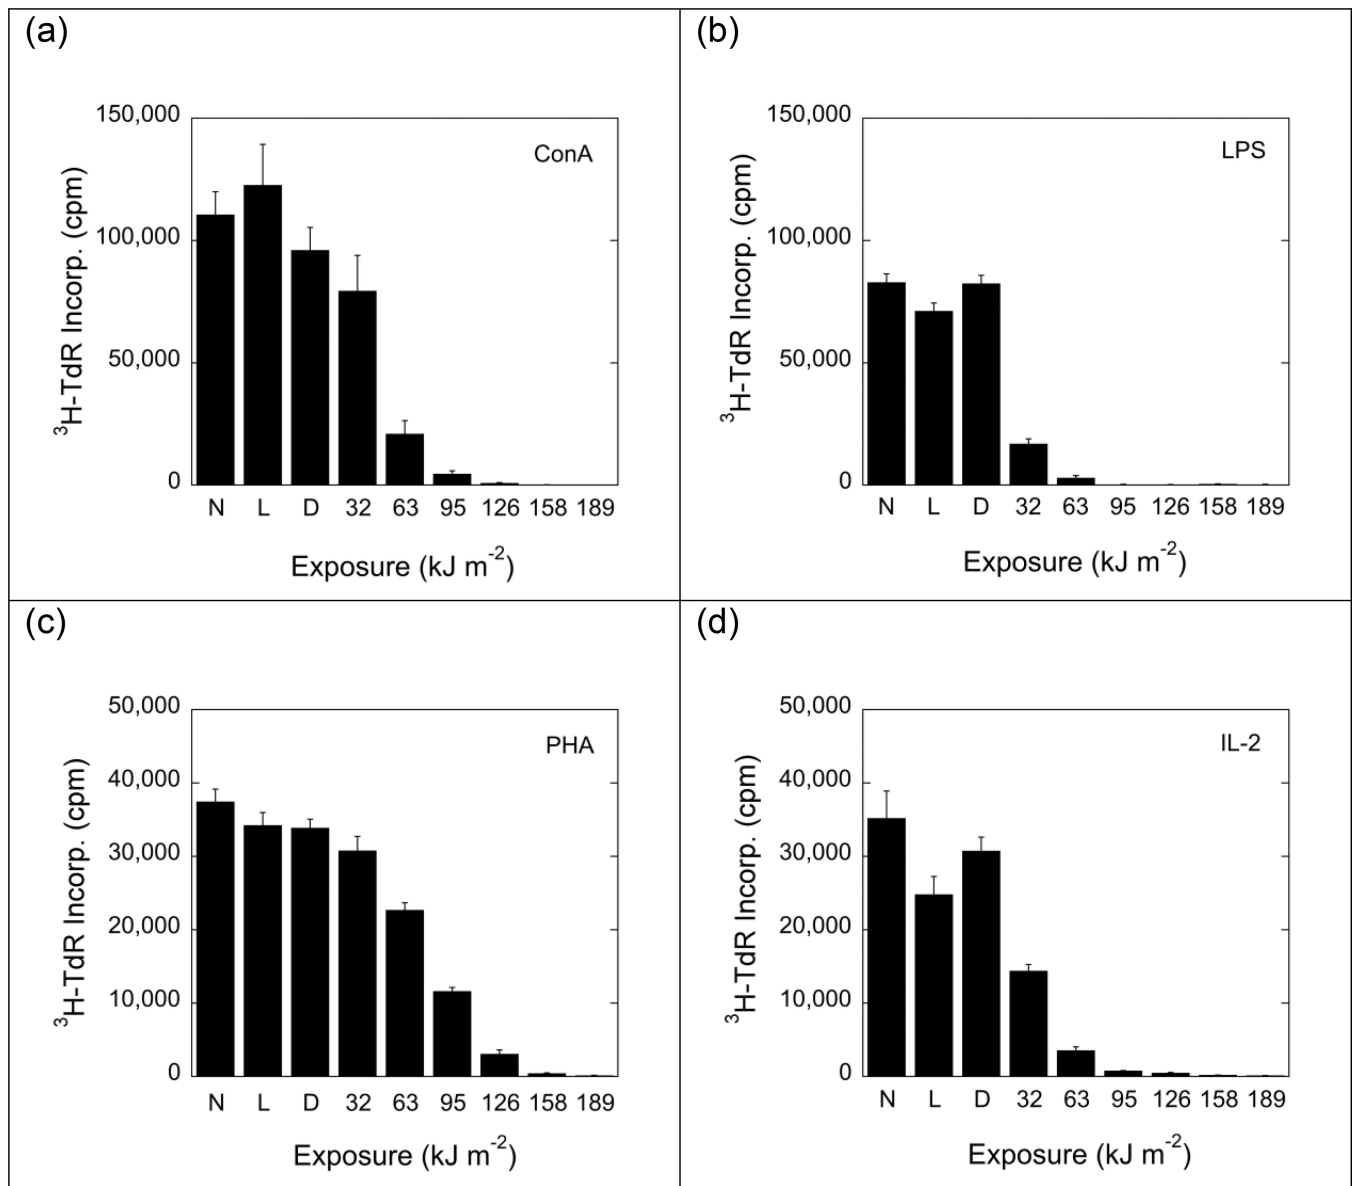 (a)
150,000
100,000
50,000
0
³H-TdR Incorp. (cpm)
ConA
N L D 32 63 95 126 158 189
Exposure (kJ m⁻²)
(b)
150,000
100,000
50,000
0
³H-TdR Incorp. (cpm)
LPS
N L D 32 63 95 126 158 189
Exposure (kJ m⁻²)
(c)
50,000
40,000
30,000
20,000
10,000
0
³H-TdR Incorp. (cpm)
PHA
N L D 32 63 95 126 158 189
Exposure (kJ m⁻²)
(d)
50,000
40,000
30,000
20,000
10,000
0
³H-TdR Incorp. (cpm)
IL-2
N L D 32 63 95 126 158 189
Exposure (kJ m⁻²)